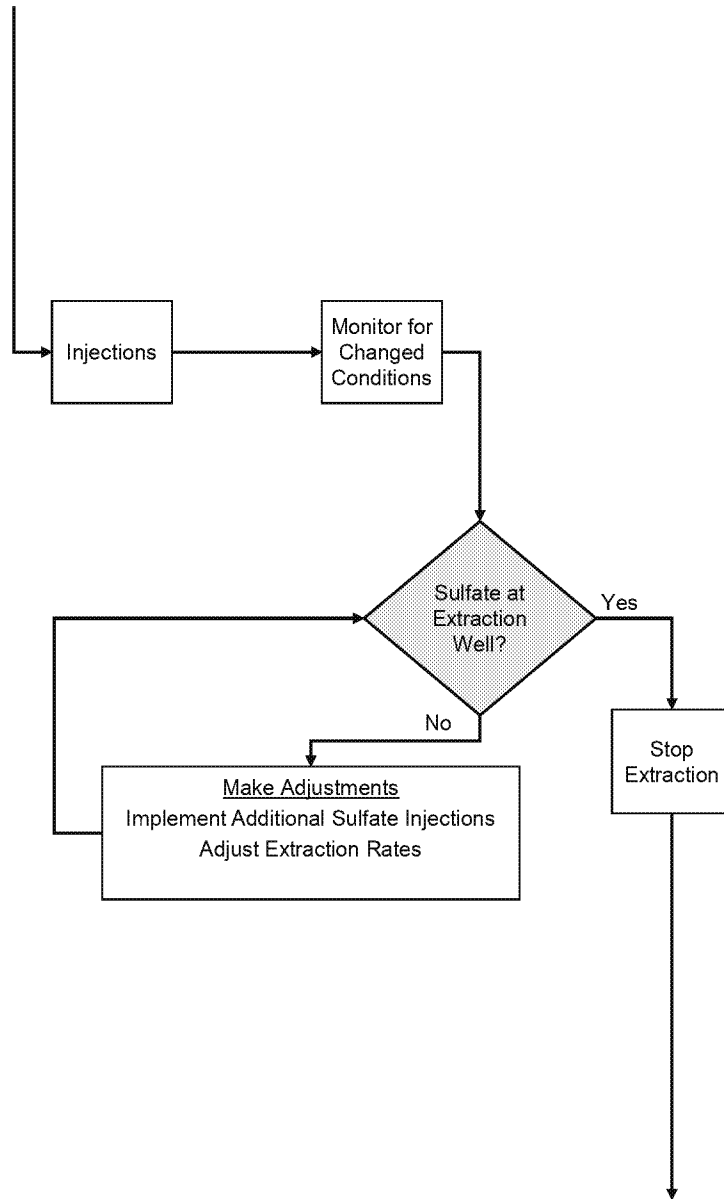 Injections
Monitor for
Changed
Conditions
Sulfate at
Extraction
Well?
Yes
No
Make Adjustments
Implement Additional Sulfate Injections
Adjust Extraction Rates
Stop
Extraction